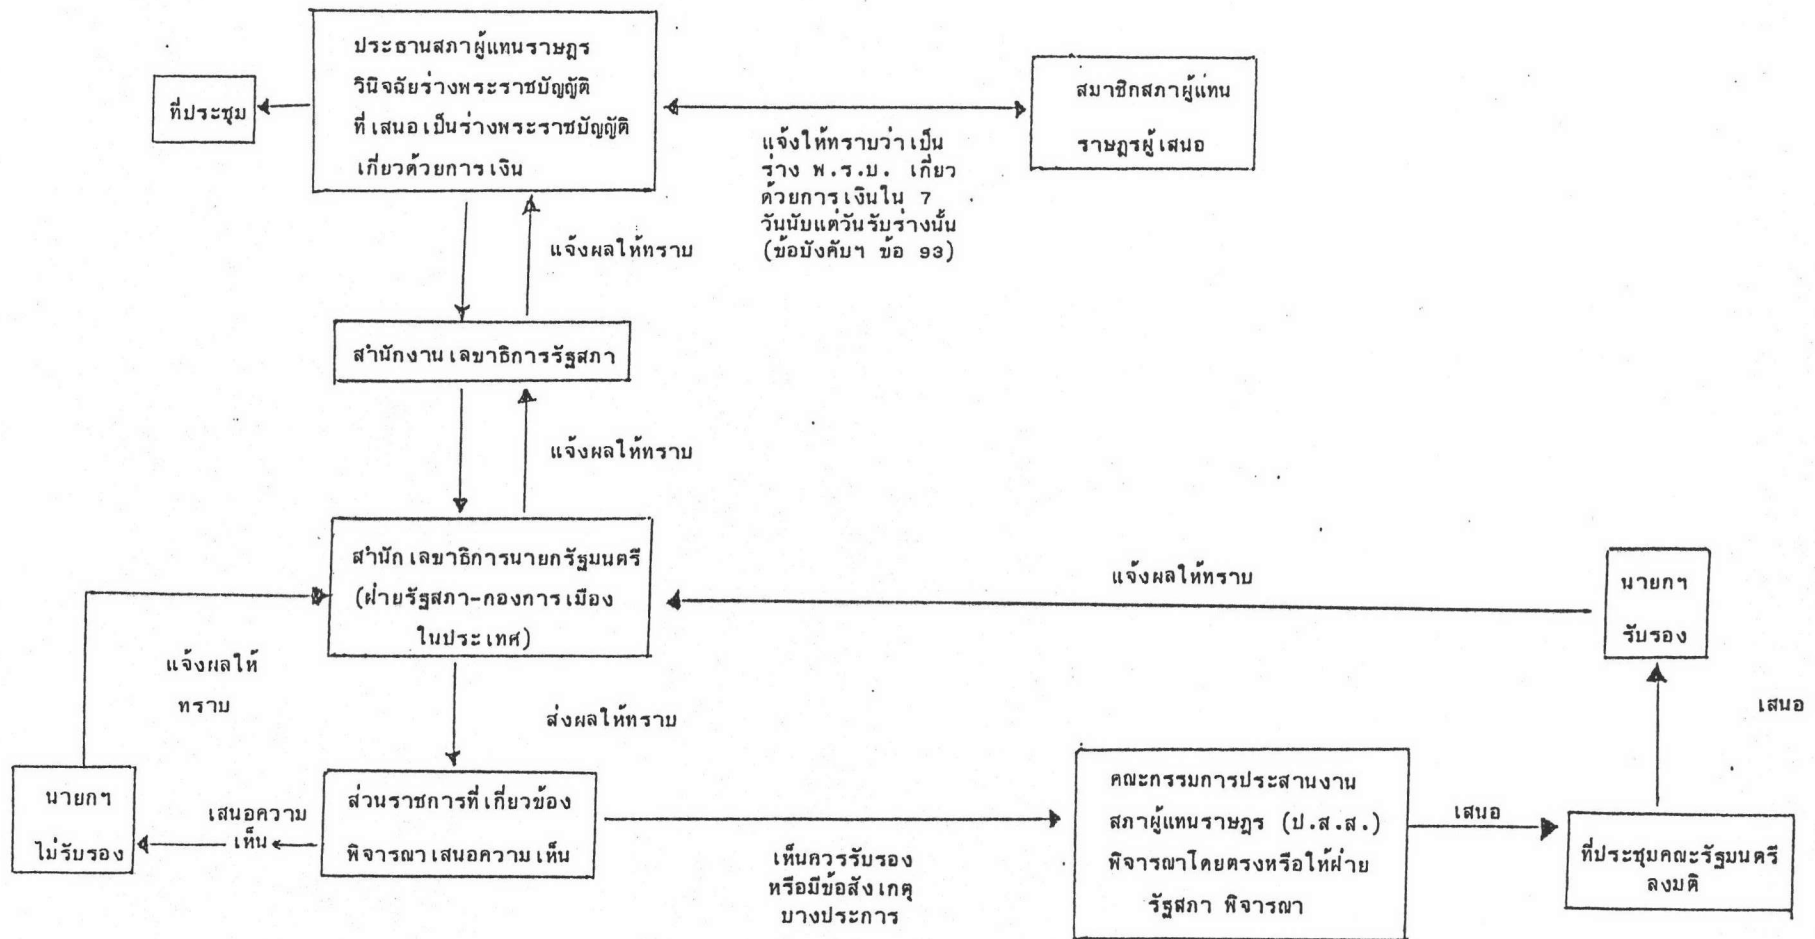 ประธานสภาผู้แทนราษฎร
วินิจฉัยร่างพระราชบัญญัติ
ที่เสนอเป็นร่างพระราชบัญญัติ
เกี่ยวด้วยการเงิน
ที่ประชุม
สมาชิกสภาผู้แทน
ราษฎรผู้เสนอ
แจ้งให้ทราบว่าเป็น
ร่าง พ.ร.บ. เกี่ยว
ด้วยการเงินใน 7
วันนับแต่วันรับร่างนั้น
(ข้อบังคับฯ ข้อ 93)
แจ้งผลให้ทราบ
สำนักงานเลขาธิการรัฐสภา
แจ้งผลให้ทราบ
สำนักเลขาธิการนายกรัฐมนตรี
(ฝ่ายรัฐสภา-กองการเมือง
ในประเทศ)
แจ้งผลให้ทราบ
นายกฯ
รับรอง
แจ้งผลให้
ทราบ
ส่งผลให้ทราบ
เสนอ
นายกฯ
ไม่รับรอง
เสนอความ
เห็น
ส่วนราชการที่เกี่ยวข้อง
พิจารณาเสนอความเห็น
เห็นควรรับรอง
หรือมีข้อสังเกตุ
บางประการ
คณะกรรมการประสานงาน
สภาผู้แทนราษฎร (ป.ส.ส.)
พิจารณาโดยตรงหรือให้ฝ่าย
รัฐสภา พิจารณา
เสนอ
ที่ประชุมคณะรัฐมนตรี
ลงมติ